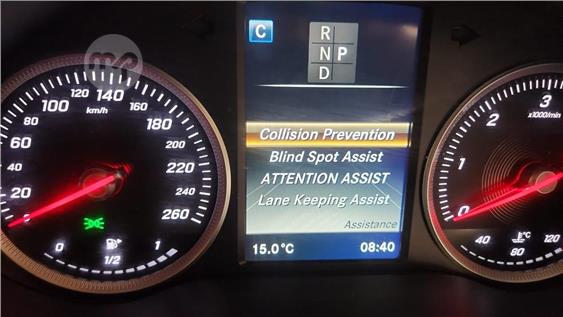 C
R
N P
D
Collision Prevention
Blind Spot Assist
ATTENTION ASSIST
Lane Keeping Assist
Assistance
15.0°C 08:40
0 20 40 60 80 100 120 140 160 180 200 220 260
km/h
0 1/2 1
0 1 2 3
x1000/min
40 80 120
°C